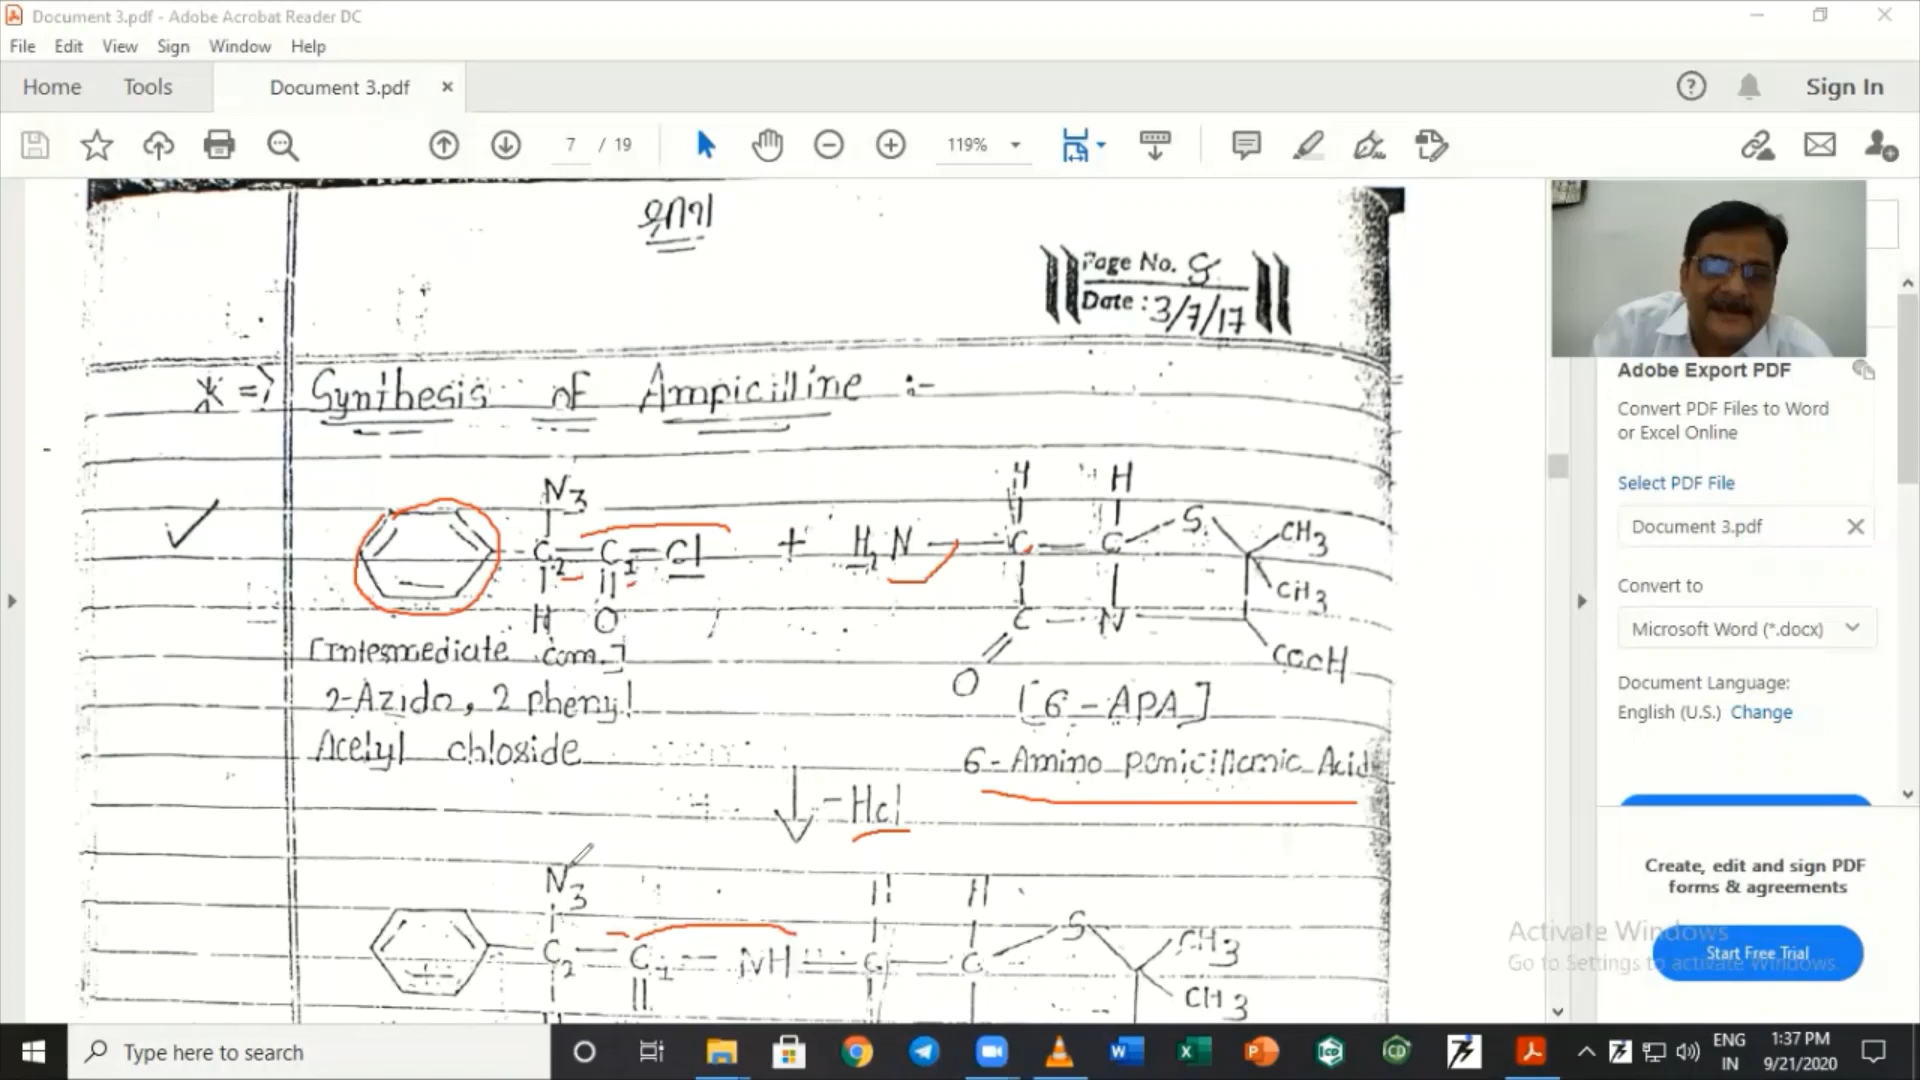 Document 3.pdf - Adobe Acrobat Reader DC
File Edit View Sign Window Help
Home Tools Document 3.pdf × Sign In
7 / 19 119%
Page No. 8
Date : 3/7/17
=> Synthesis of Ampicilline :-
N3 H H
C2 C1 Cl + H2N C C S CH3
CH3
H O C N
[Intermediate com.] O COOH
2-Azido, 2 phenyl [6-APA]
Acetyl chloride 6-Amino penicillanic Acid
-Hcl
N3 H H
C2 C1 NH C C S CH3
CH3
Adobe Export PDF
Convert PDF Files to Word
or Excel Online
Select PDF File
Document 3.pdf
Convert to
Microsoft Word (*.docx)
Document Language:
English (U.S.) Change
Create, edit and sign PDF
forms & agreements
Start Free Trial
Activate Windows
Go to Settings to activate Windows.
Type here to search
ENG
IN
1:37 PM
9/21/2020